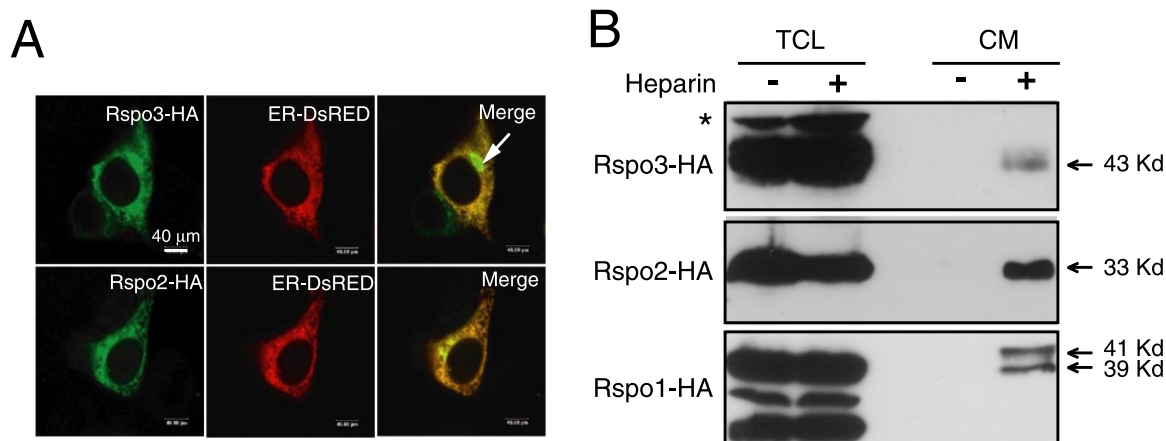 A
Rspo3-HA
ER-DsRED
Merge
40 µm
Rspo2-HA
ER-DsRED
Merge
B
TCL
CM
Heparin - + - +
*
Rspo3-HA
← 43 Kd
Rspo2-HA
← 33 Kd
Rspo1-HA
← 41 Kd
← 39 Kd